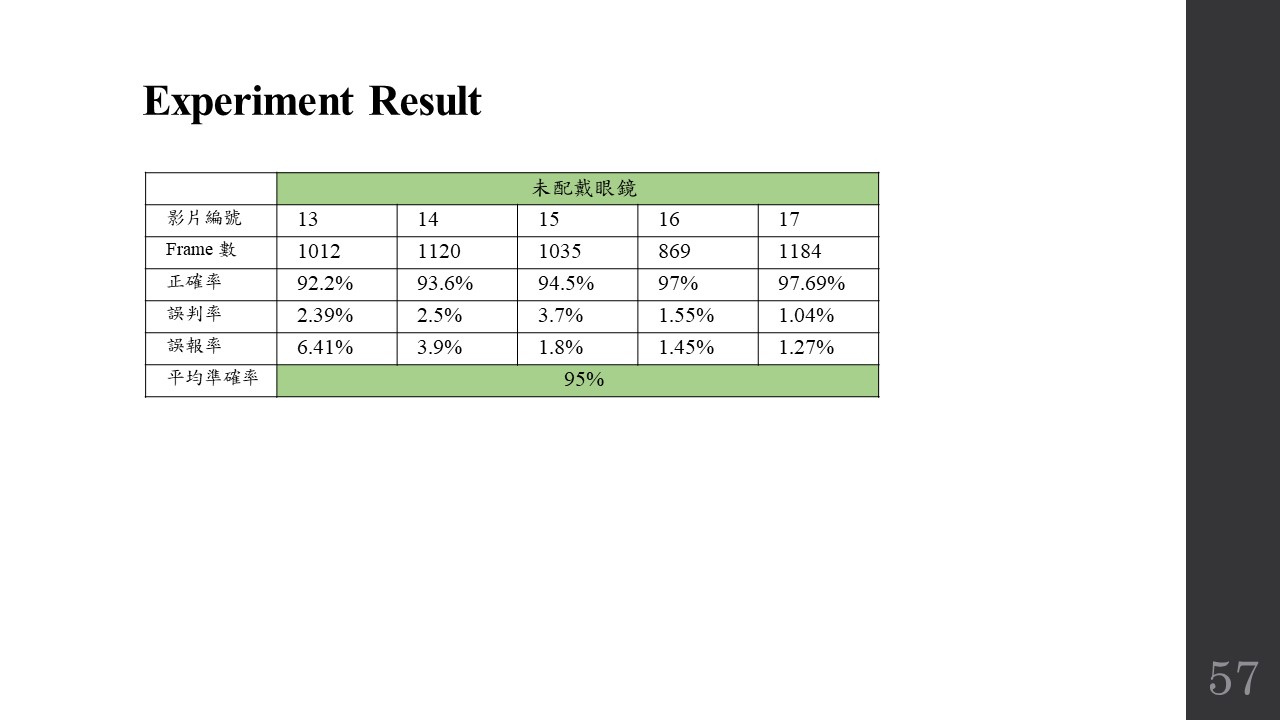 Experiment Result
未配戴眼鏡
影片編號 13 14 15 16 17
Frame 數 1012 1120 1035 869 1184
正確率 92.2% 93.6% 94.5% 97% 97.69%
誤判率 2.39% 2.5% 3.7% 1.55% 1.04%
誤報率 6.41% 3.9% 1.8% 1.45% 1.27%
平均準確率 95%
57